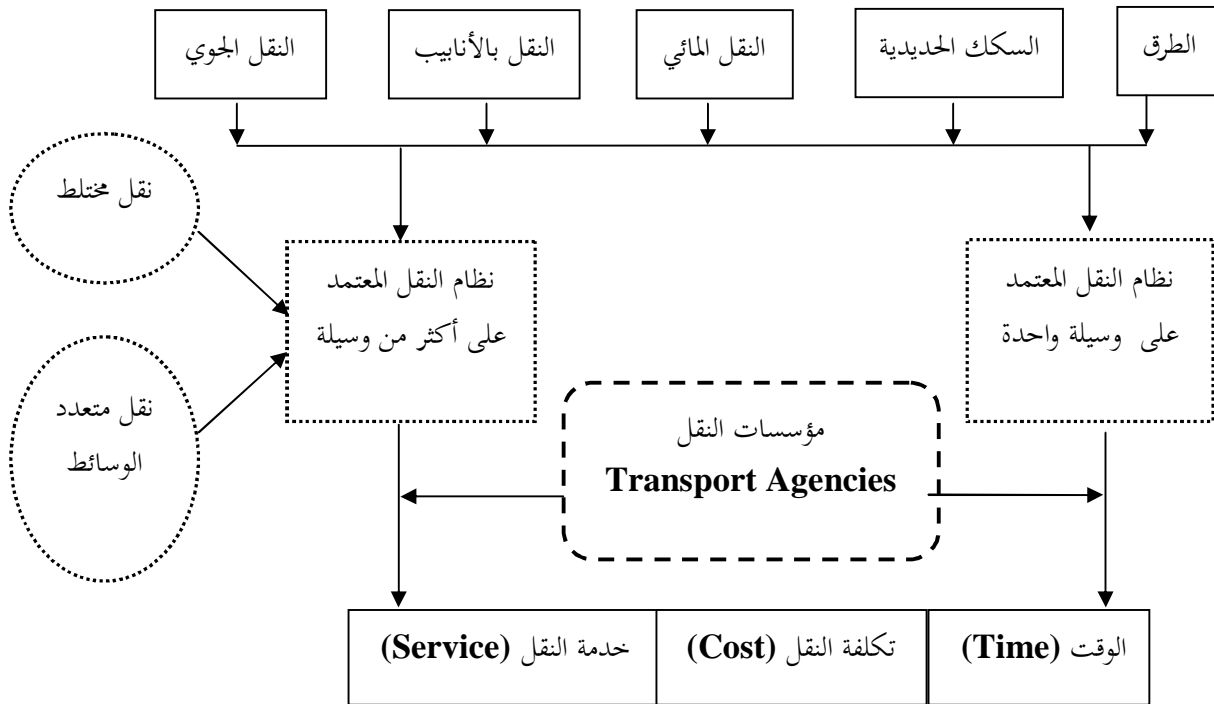 الطرق
السكك الحديدية
النقل المائي
النقل بالأنابيب
النقل الجوي
نقل مختلط
نظام النقل المعتمد
على وسيلة واحدة
نظام النقل المعتمد
على أكثر من وسيلة
نقل متعدد
الوسائط
مؤسسات النقل
Transport Agencies
الوقت (Time)
تكلفة النقل (Cost)
خدمة النقل (Service)